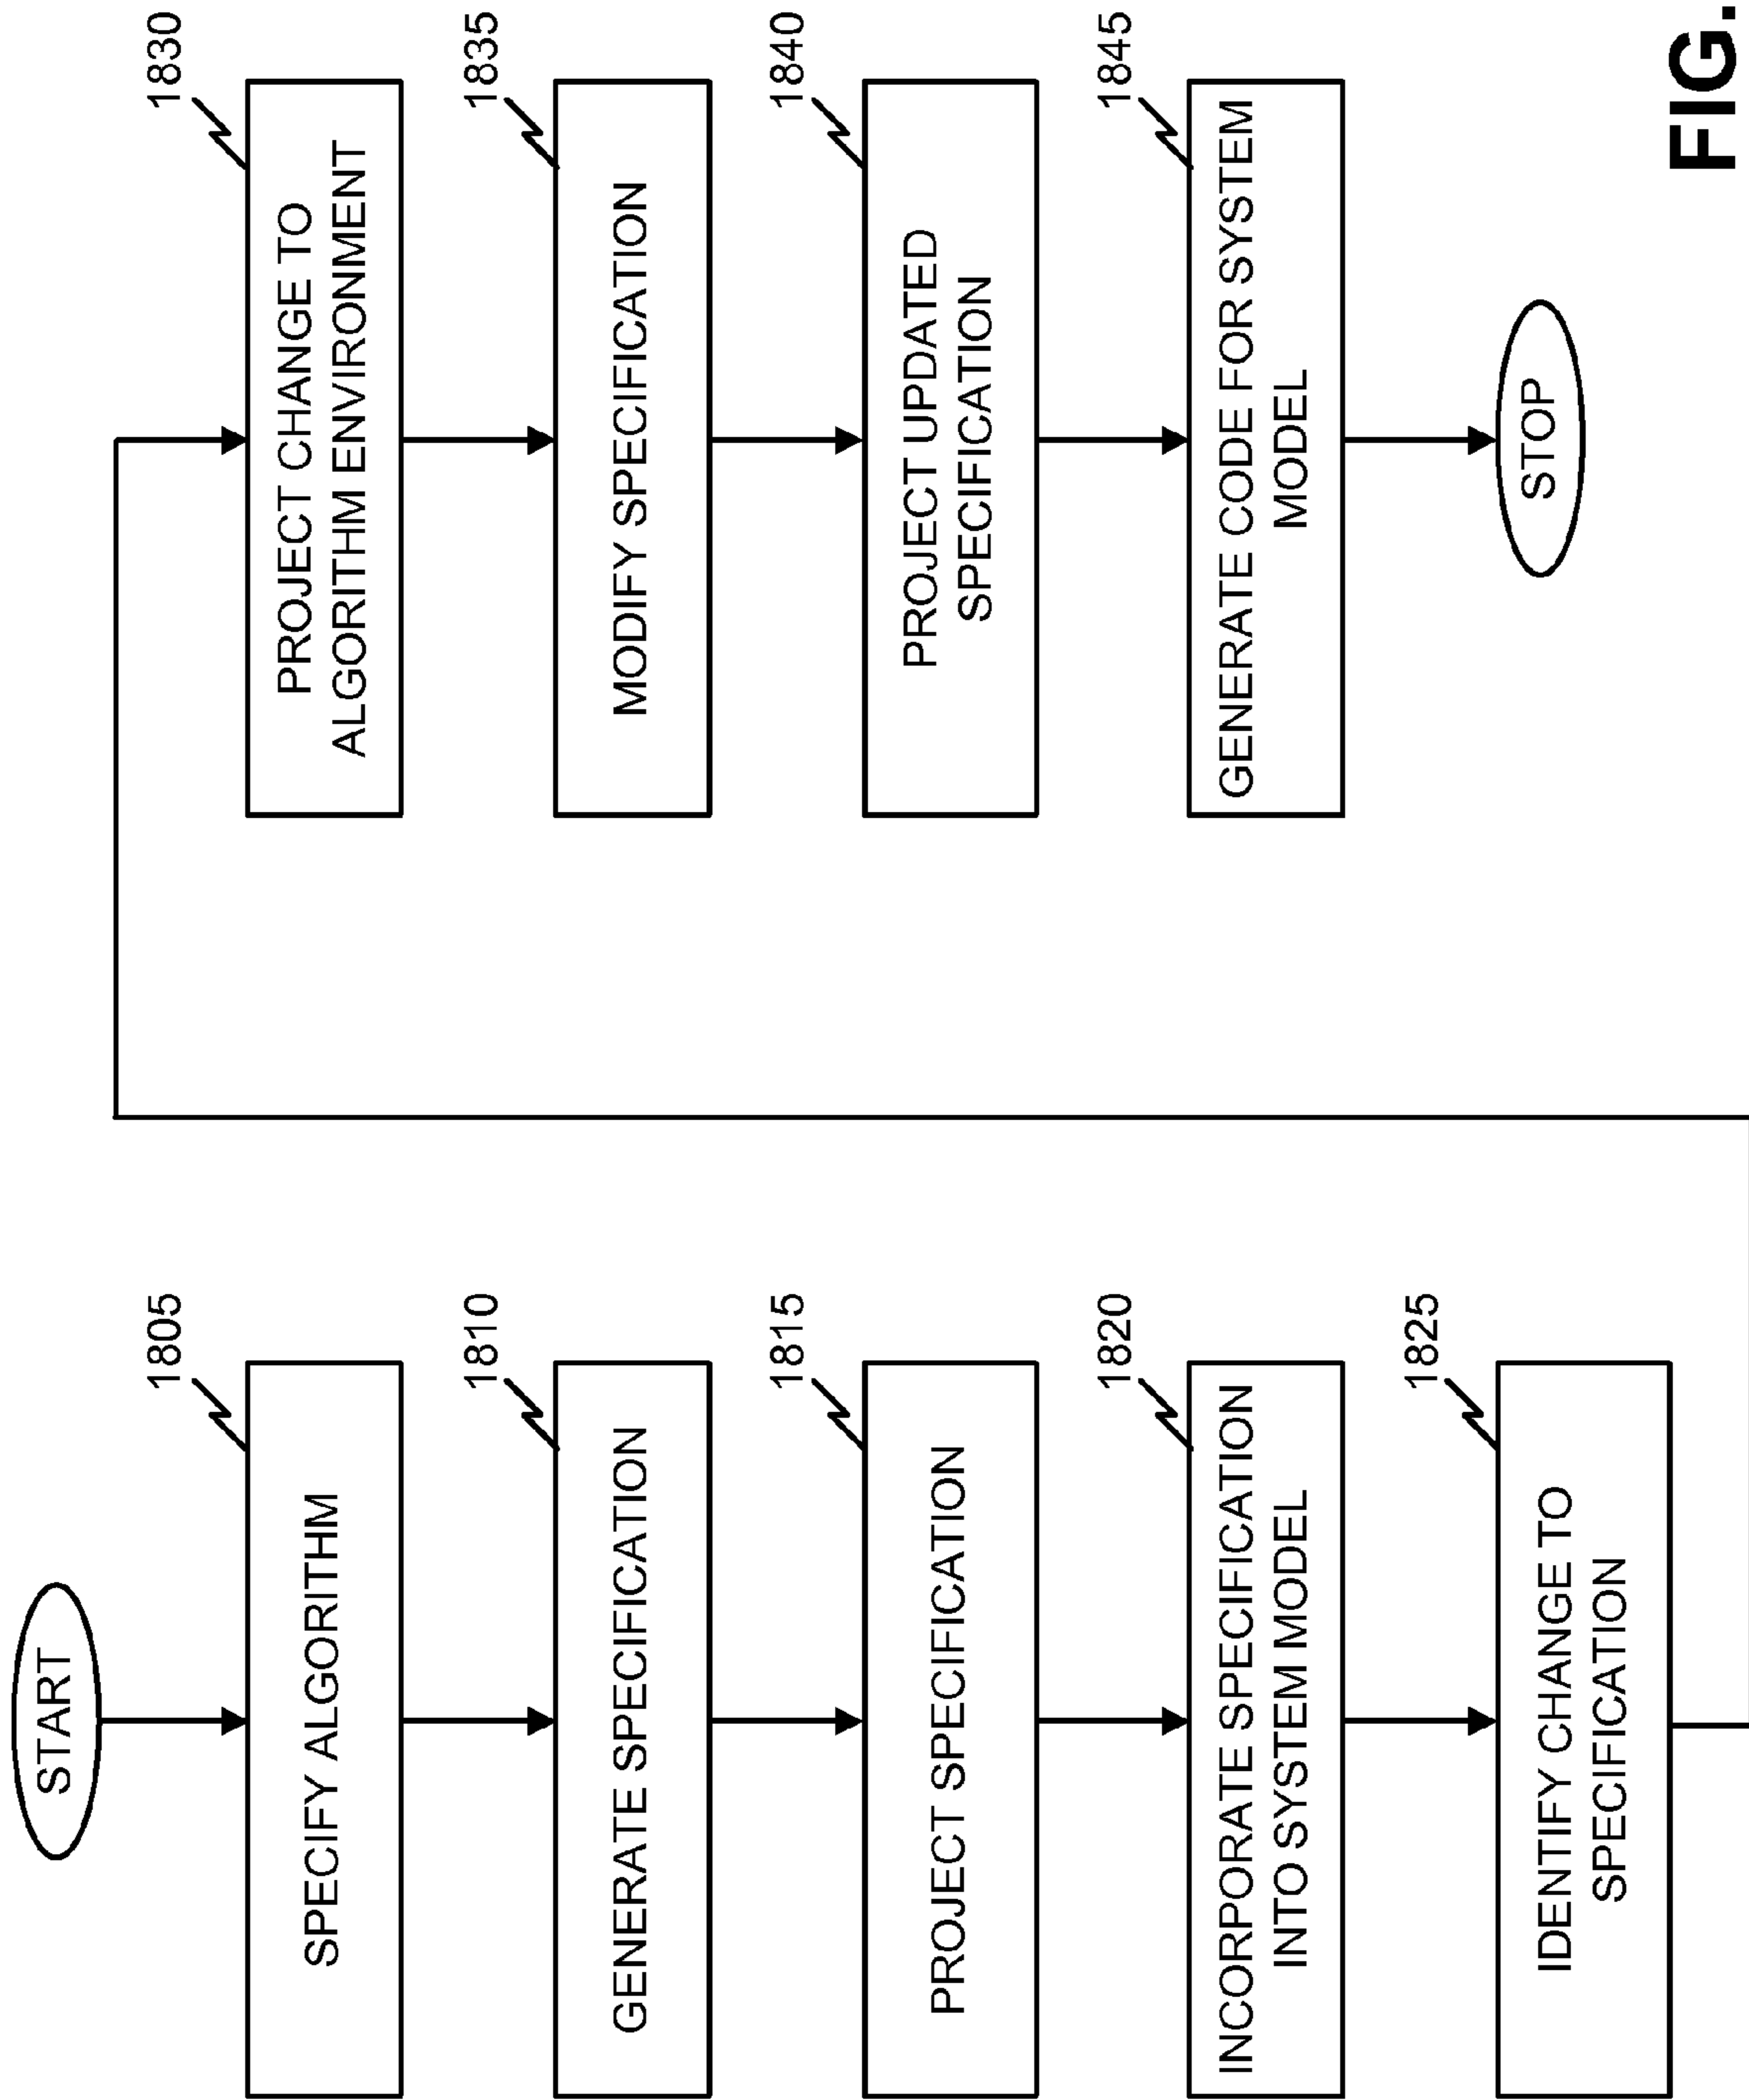 START
1805
SPECIFY ALGORITHM
1810
GENERATE SPECIFICATION
1815
PROJECT SPECIFICATION
1820
INCORPORATE SPECIFICATION
INTO SYSTEM MODEL
1825
IDENTIFY CHANGE TO
SPECIFICATION
1830
PROJECT CHANGE TO
ALGORITHM ENVIRONMENT
1835
MODIFY SPECIFICATION
1840
PROJECT UPDATED
SPECIFICATION
1845
GENERATE CODE FOR SYSTEM
MODEL
STOP
FIG.